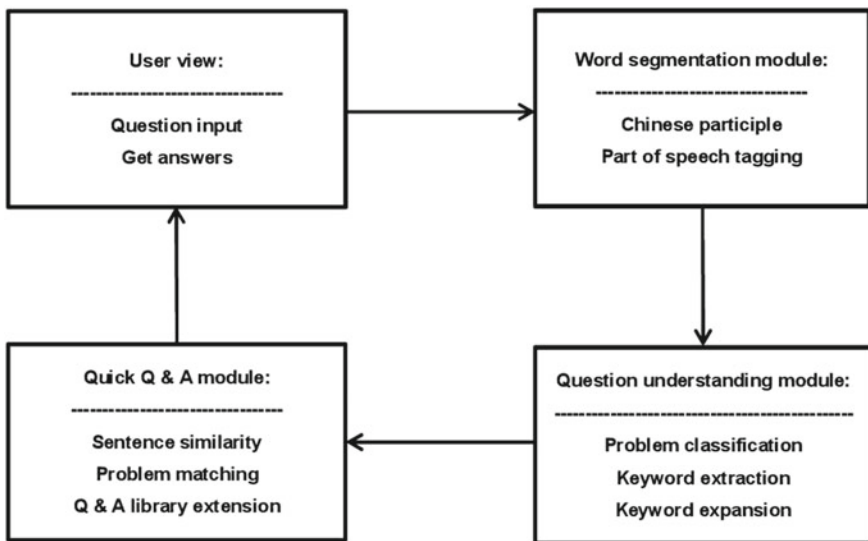 User view:
----------------------------------
Question input
Get answers
Word segmentation module:
----------------------------------
Chinese participle
Part of speech tagging
Quick Q & A module:
----------------------------------
Sentence similarity
Problem matching
Q & A library extension
Question understanding module:
------------------------------------------------
Problem classification
Keyword extraction
Keyword expansion